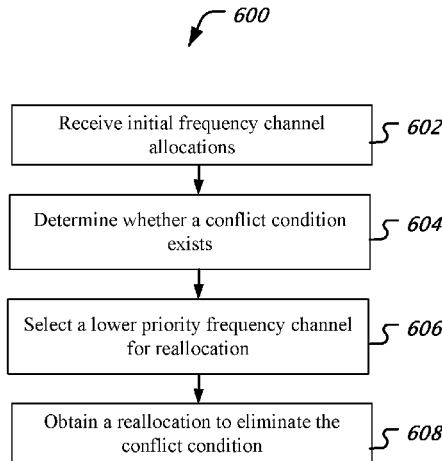 600
Receive initial frequency channel
allocations
602
Determine whether a conflict condition
exists
604
Select a lower priority frequency channel
for reallocation
606
Obtain a reallocation to eliminate the
conflict condition
608